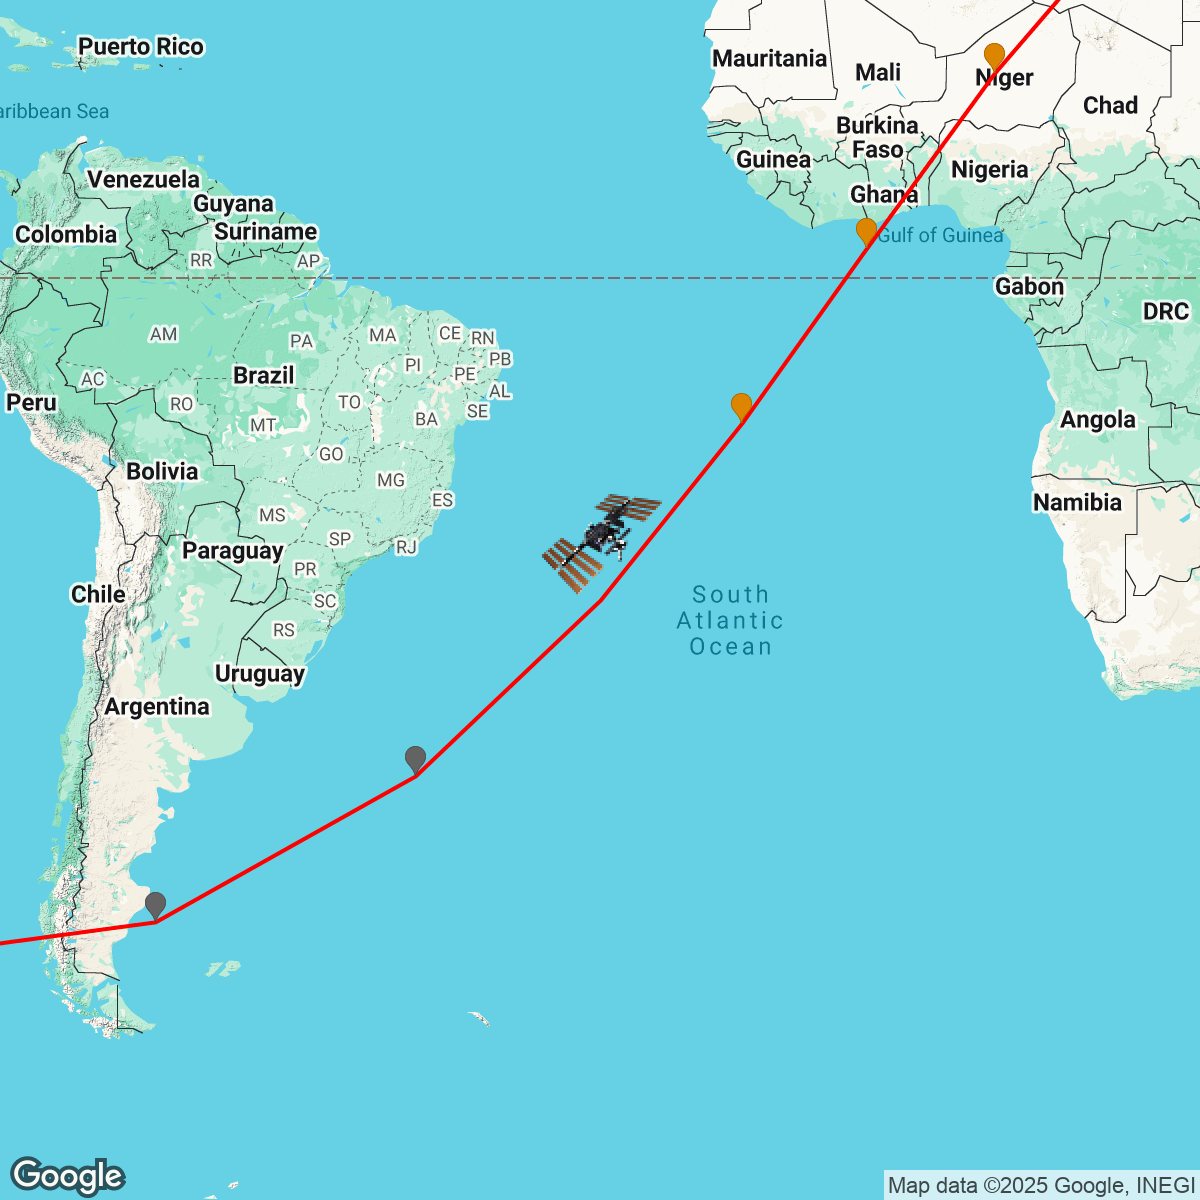 Puerto Rico
Mauritania
Mali
Niger
Chad
aribbean Sea
Burkina
Faso
Guinea
Nigeria
Venezuela
Ghana
Guyana
Suriname
Colombia
Gulf of Guinea
RR
AP
Gabon
DRC
AM
PA
MA
CE
RN
PI
PB
PE
AC
Brazil
AL
Peru
RO
TO
SE
BA
MT
Angola
GO
Bolivia
MG
ES
Namibia
MS
SP
RJ
Paraguay
PR
Chile
SC
South
Atlantic
Ocean
RS
Uruguay
Argentina
Google
Map data ©2025 Google, INEGI